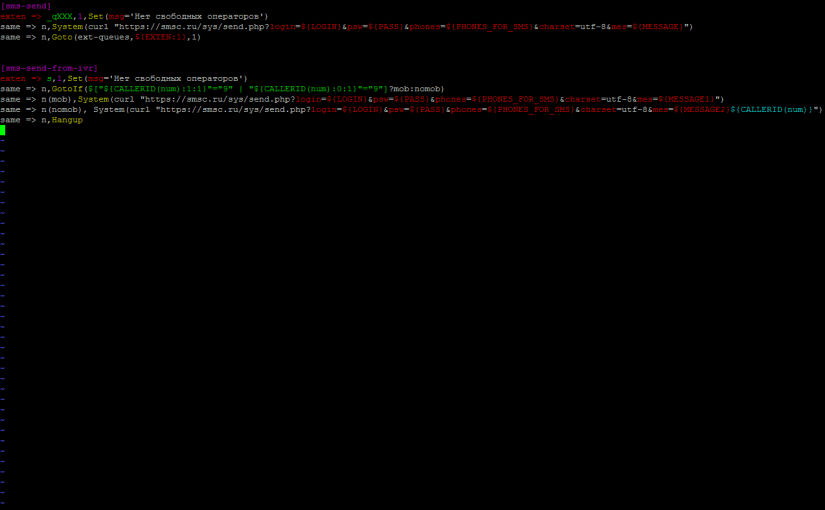 [sms-send]
exten => _qXXX,1,Set(msg='Нет свободных операторов')
same => n,System(curl "https://smsc.ru/sys/send.php?login=${LOGIN}&psw=${PASS}&phones=${PHONES_FOR_SMS}&charset=utf-8&mes=${MESSAGE}")
same => n,Goto(ext-queues,${EXTEN:1},1)
[sms-send-from-ivr]
exten => s,1,Set(msg='Нет свободных операторов')
same => n,GotoIf($["${CALLERID(num):1:1}"="9" | "${CALLERID(num):0:1}"="9"]?mob:nomob)
same => n(mob),System(curl "https://smsc.ru/sys/send.php?login=${LOGIN}&psw=${PASS}&phones=${PHONES_FOR_SMS}&charset=utf-8&mes=${MESSAGE1}")
same => n(nomob), System(curl "https://smsc.ru/sys/send.php?login=${LOGIN}&psw=${PASS}&phones=${PHONES_FOR_SMS}&charset=utf-8&mes=${MESSAGE2}${CALLERID(num)}")
same => n,Hangup